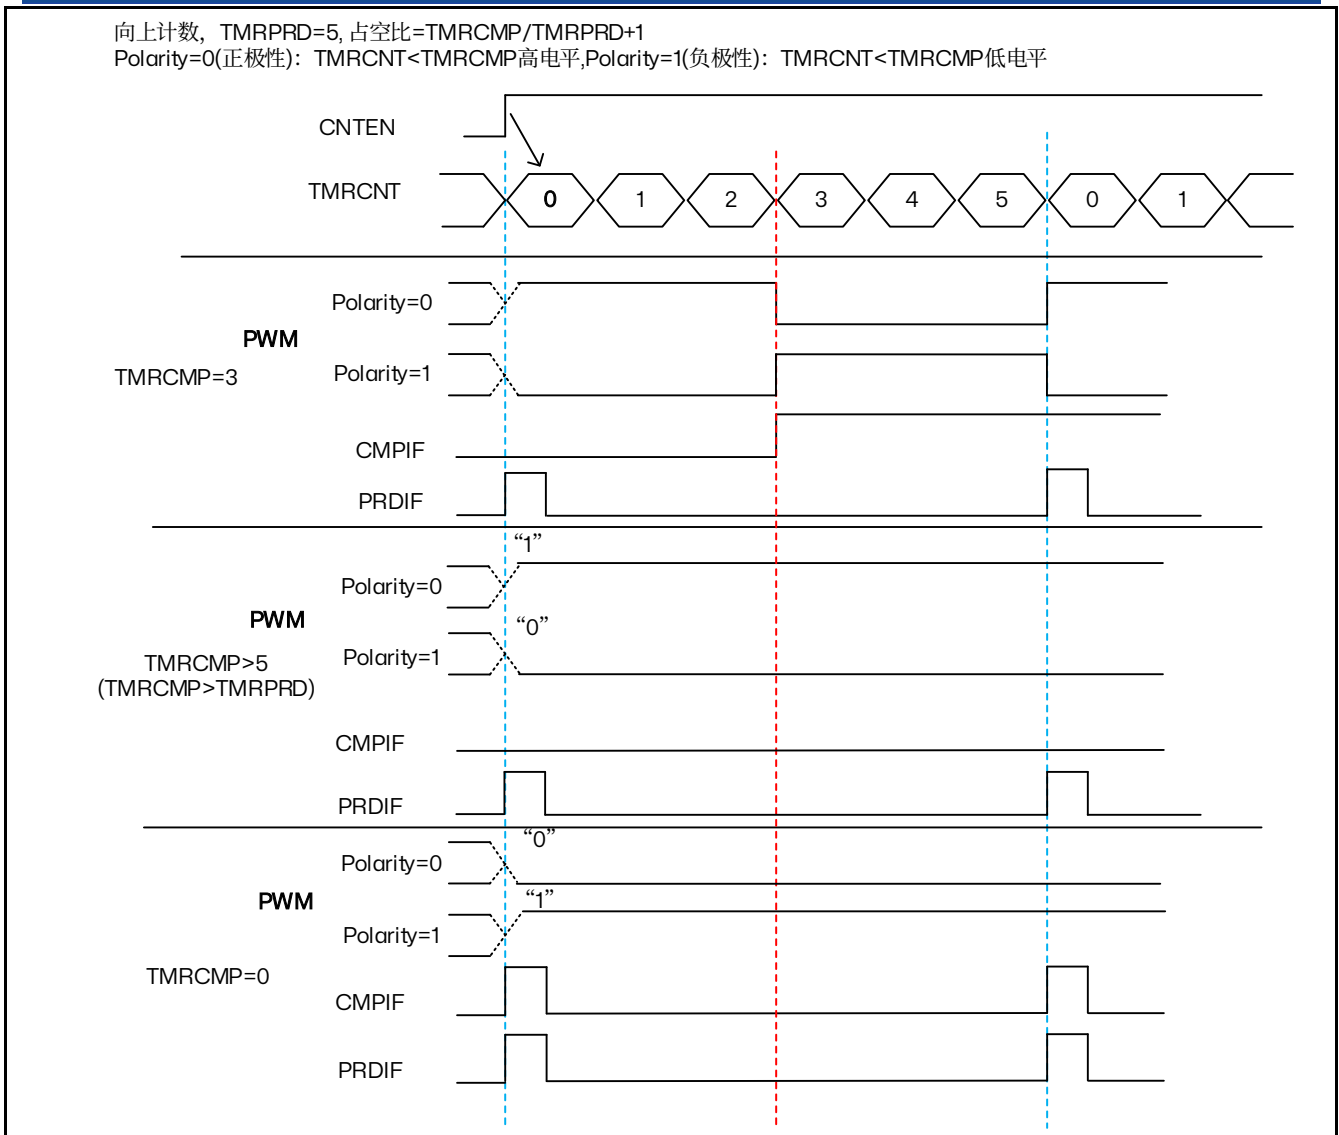 向上计数，TMRPRD=5, 占空比=TMRCMP/TMRPRD+1
Polarity=0(正极性)：TMRCNT<TMRCMP高电平,Polarity=1(负极性)：TMRCNT<TMRCMP低电平
CNTEN
TMRCNT
0 1 2 3 4 5 0 1
Polarity=0
PWM
Polarity=1
TMRCMP=3
CMPIF
PRDIF
“1”
Polarity=0
PWM
“0”
Polarity=1
TMRCMP>5
(TMRCMP>TMRPRD)
CMPIF
PRDIF
“0”
Polarity=0
PWM
“1”
Polarity=1
TMRCMP=0
CMPIF
PRDIF